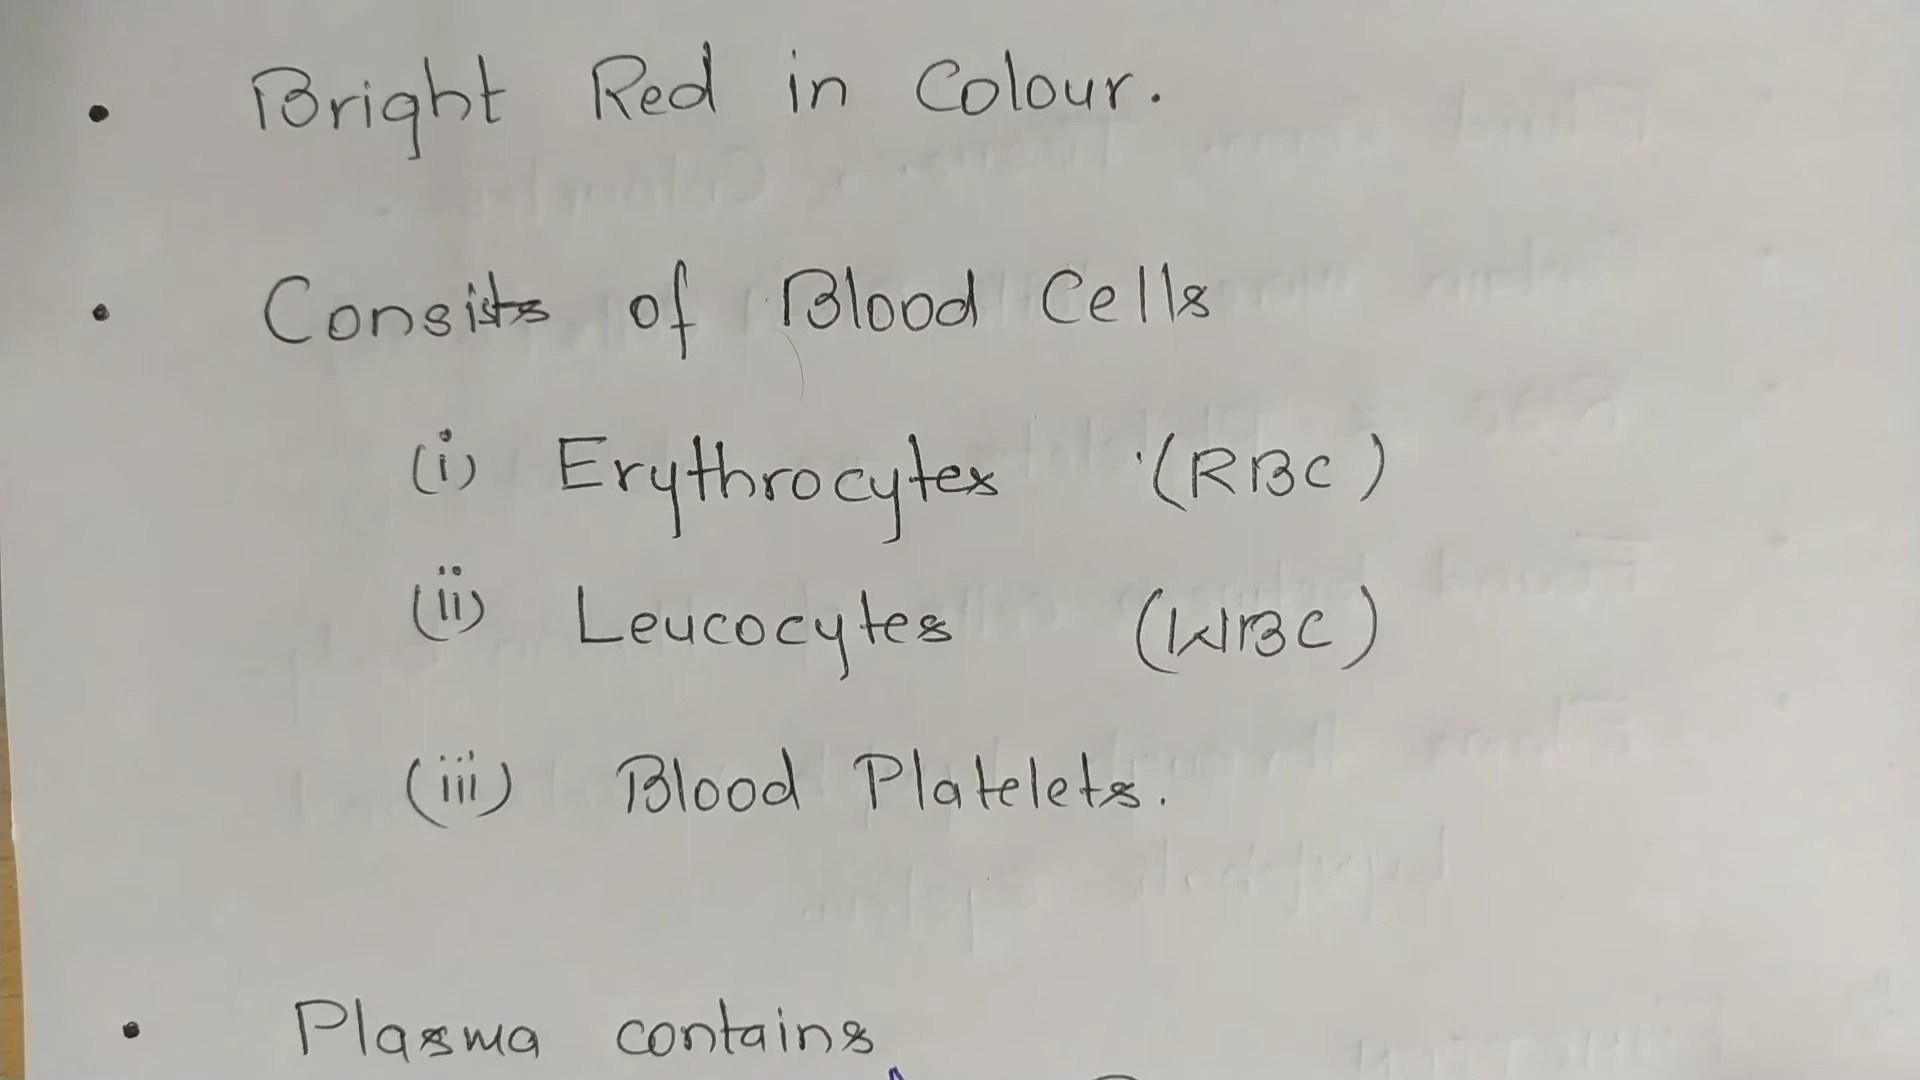 • Bright Red in Colour.
• Consists of Blood Cells
(i) Erythrocytes (RBC)
(ii) Leucocytes (WBC)
(iii) Blood Platelets.
• Plasma contains